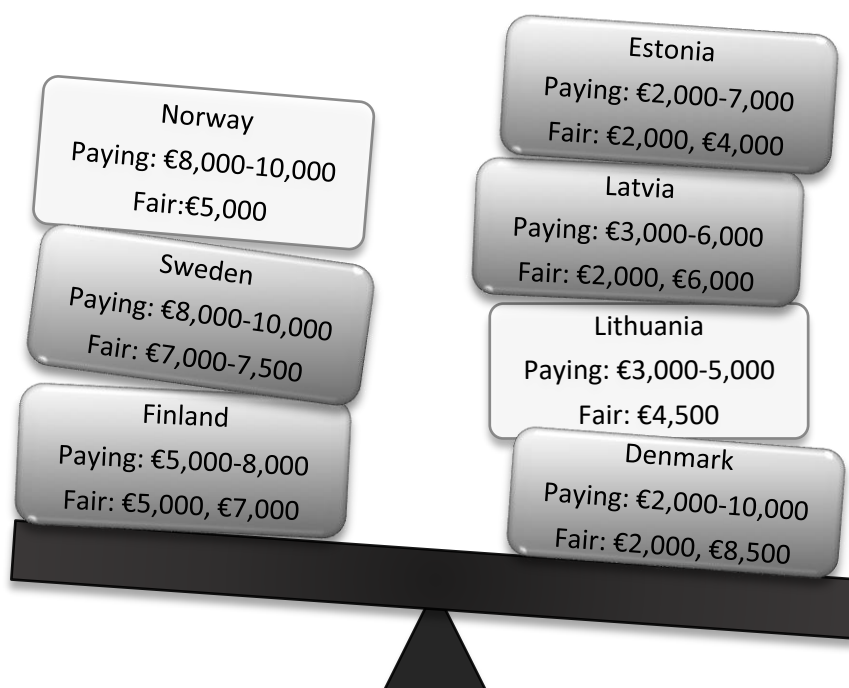 Norway
Paying: €8,000-10,000
Fair:€5,000
Sweden
Paying: €8,000-10,000
Fair: €7,000-7,500
Finland
Paying: €5,000-8,000
Fair: €5,000, €7,000
Estonia
Paying: €2,000-7,000
Fair: €2,000, €4,000
Latvia
Paying: €3,000-6,000
Fair: €2,000, €6,000
Lithuania
Paying: €3,000-5,000
Fair: €4,500
Denmark
Paying: €2,000-10,000
Fair: €2,000, €8,500